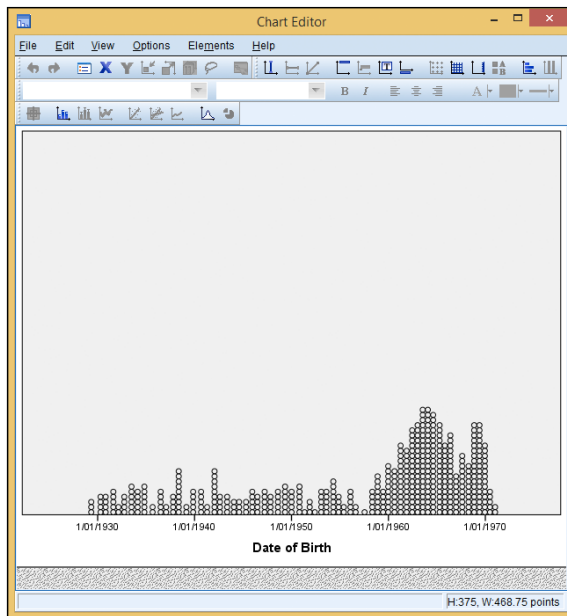 Chart Editor
File Edit View Options Elements Help
X Y
B I A
1/01/1930 1/01/1940 1/01/1950 1/01/1960 1/01/1970
Date of Birth
H:375, W:468.75 points